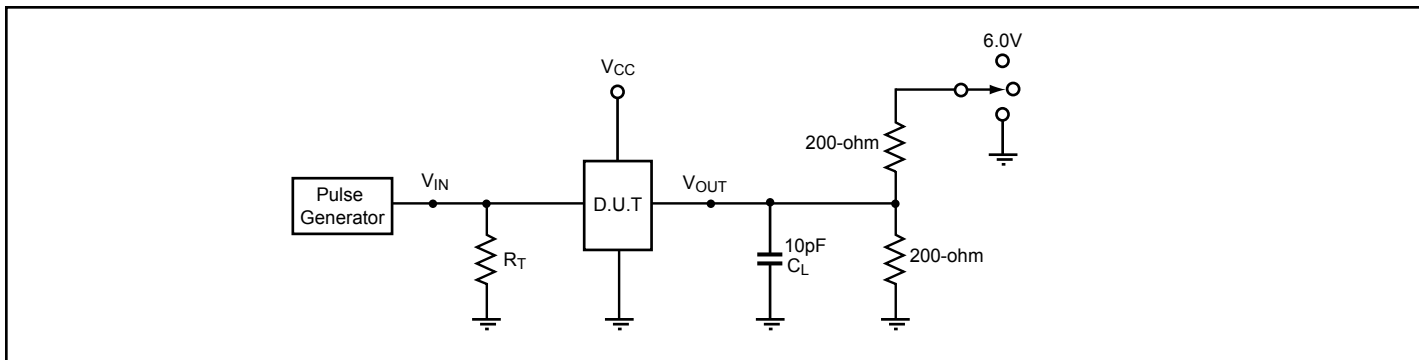 6.0V
VCC
200-ohm
VIN
VOUT
Pulse
Generator
D.U.T
10pF
CL
200-ohm
RT